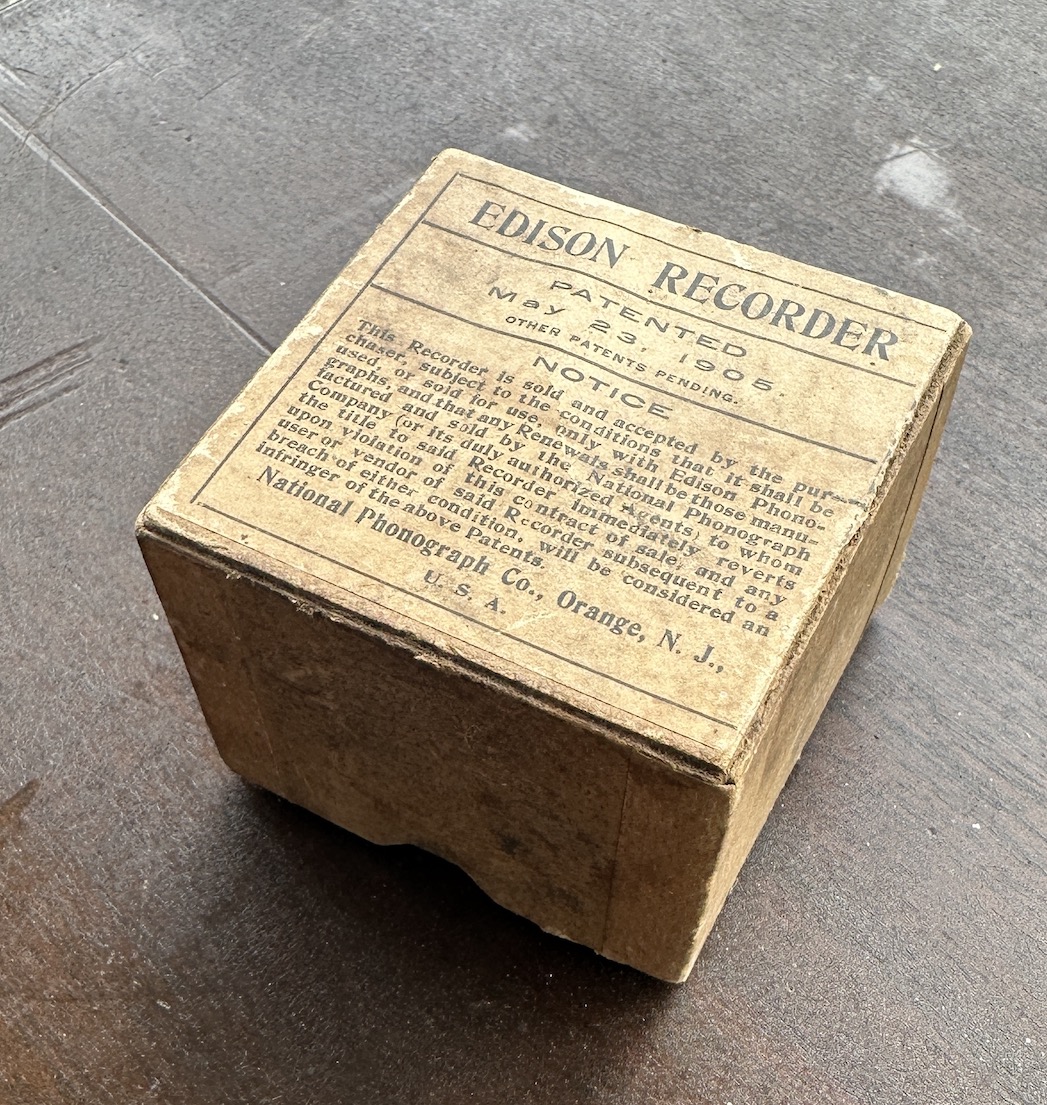 EDISON RECORDER
PATENTED
May 23, 1905
OTHER PATENTS PENDING.
NOTICE
This Recorder is sold and accepted by the pur-
chaser, subject to the conditions that it shall be
used, or sold for use, only with Edison Phono-
graphs, and that any Renewals shall be those manu-
factured and sold by the National Phonograph
Company (or its duly authorized Agents) to whom
the title to said Recorder immediately reverts
upon violation of this contract of sale, and any
user or vendor of said Recorder subsequent to a
breach of either condition, will be considered an
infringer of the above Patents.
National Phonograph Co., Orange, N. J.,
U. S. A.